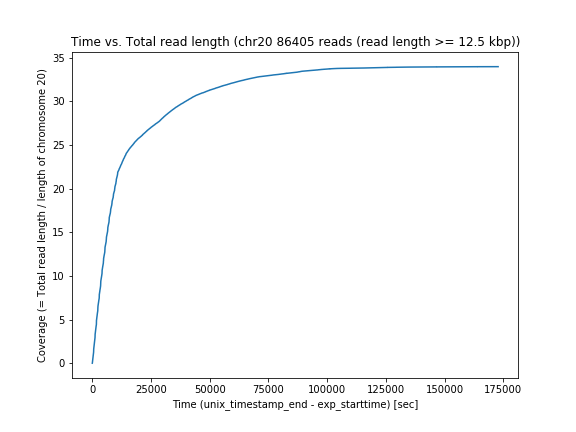 Time vs. Total read length (chr20 86405 reads (read length >= 12.5 kbp))
Coverage (= Total read length / length of chromosome 20)
35
30
25
20
15
10
5
0
0 25000 50000 75000 100000 125000 150000 175000
Time (unix_timestamp_end - exp_starttime) [sec]